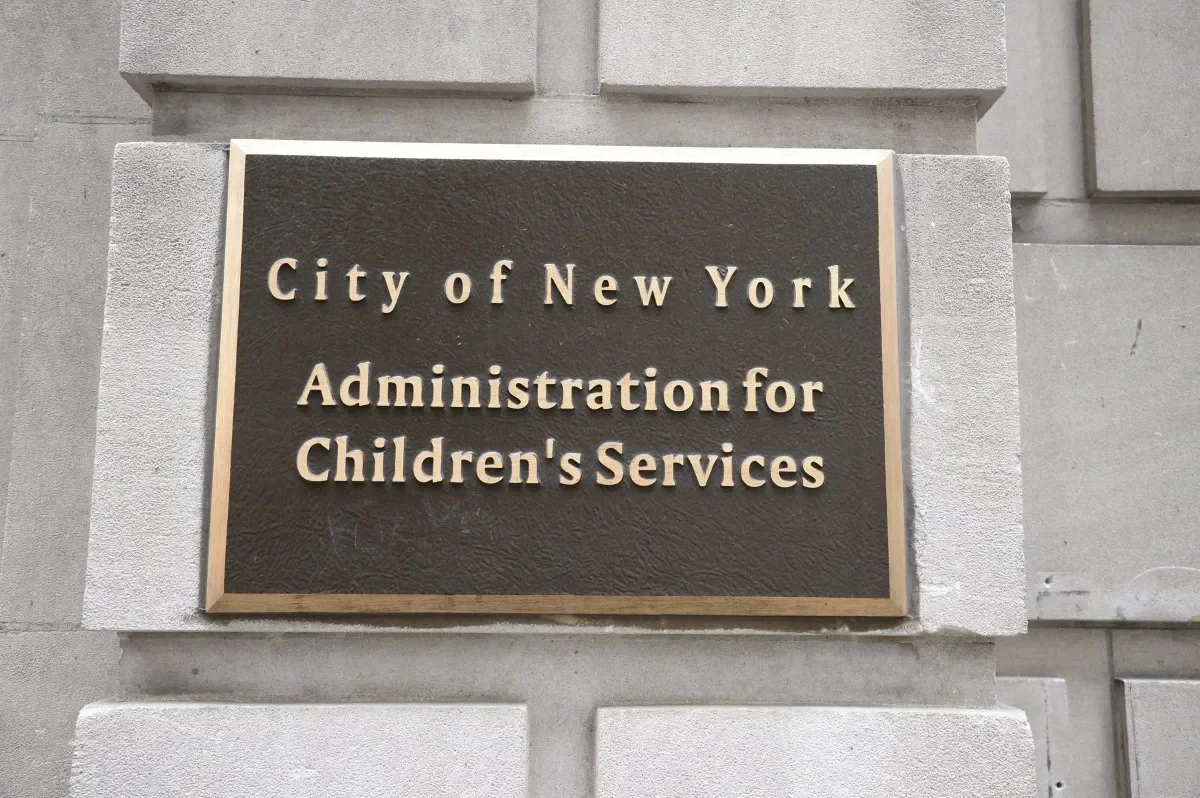 City of New York
Administration for
Children's Services